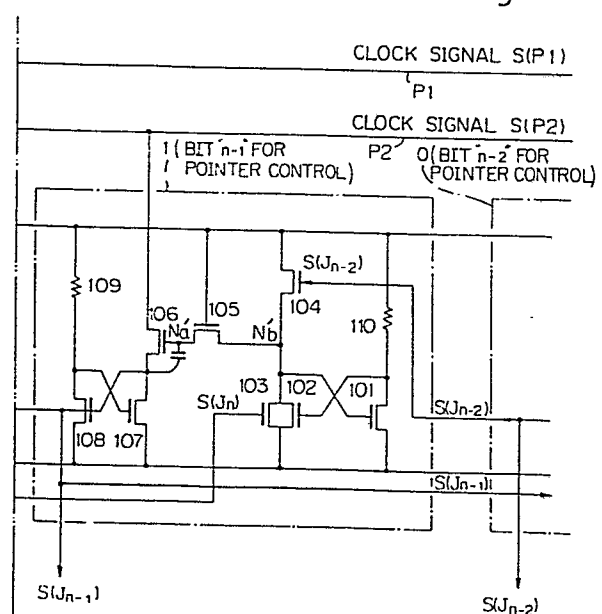 CLOCK SIGNAL S(P1)
P1
CLOCK SIGNAL S(P2)
P2
1 (BIT "n-1" FOR
POINTER CONTROL)
0 (BIT "n-2" FOR
POINTER CONTROL)
109
106
105
Na'
Nb'
S(Jn-2)
104
110
103
102
101
S(Jn)
108
107
S(Jn-2)
S(Jn-1)
S(Jn-1)
S(Jn-2)